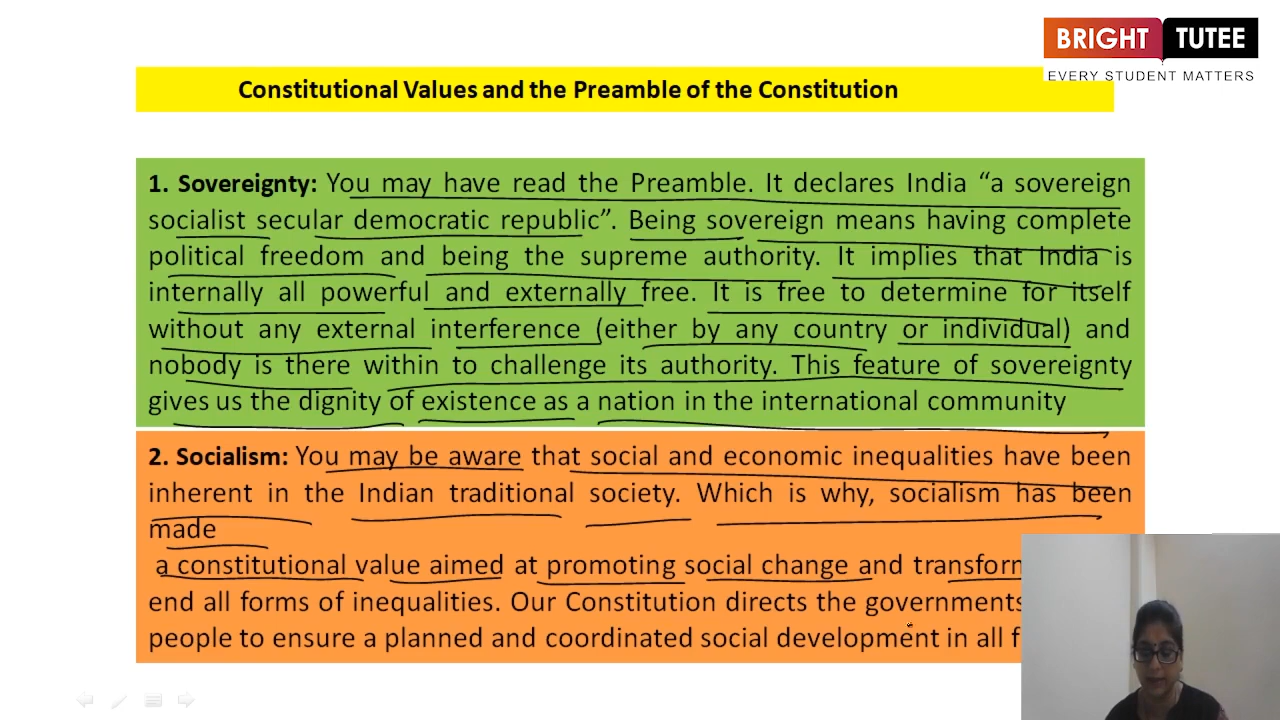 BRIGHT TUTEE
EVERY STUDENT MATTERS
Constitutional Values and the Preamble of the Constitution
1. Sovereignty: You may have read the Preamble. It declares India “a sovereign
socialist secular democratic republic”. Being sovereign means having complete
political freedom and being the supreme authority. It implies that India is
internally all powerful and externally free. It is free to determine for itself
without any external interference (either by any country or individual) and
nobody is there within to challenge its authority. This feature of sovereignty
gives us the dignity of existence as a nation in the international community
2. Socialism: You may be aware that social and economic inequalities have been
inherent in the Indian traditional society. Which is why, socialism has been
made
a constitutional value aimed at promoting social change and
end all forms of inequalities. Our Constitution directs the governments
people to ensure a planned and coordinated social development in all